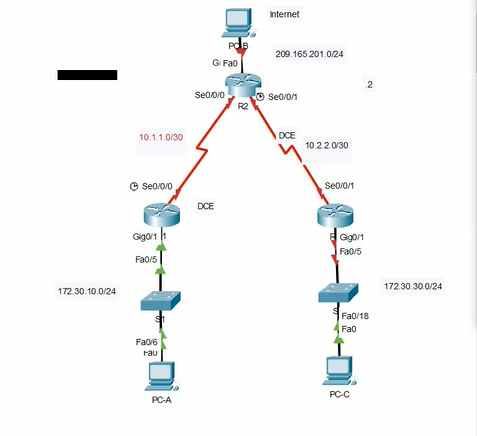 Internet
PC-B
209.165.201.0/24
Gi Fa0
.2
Se0/0/0
Se0/0/1
R2
10.1.1.0/30
DCE
10.2.2.0/30
Se0/0/0
Se0/0/1
DCE
Gig0/1
Gig0/1
Fa0/5
Fa0/5
172.30.10.0/24
172.30.30.0/24
S1
Fa0/18
Fa0/6
Fa0
Fa0
PC-A
PC-C